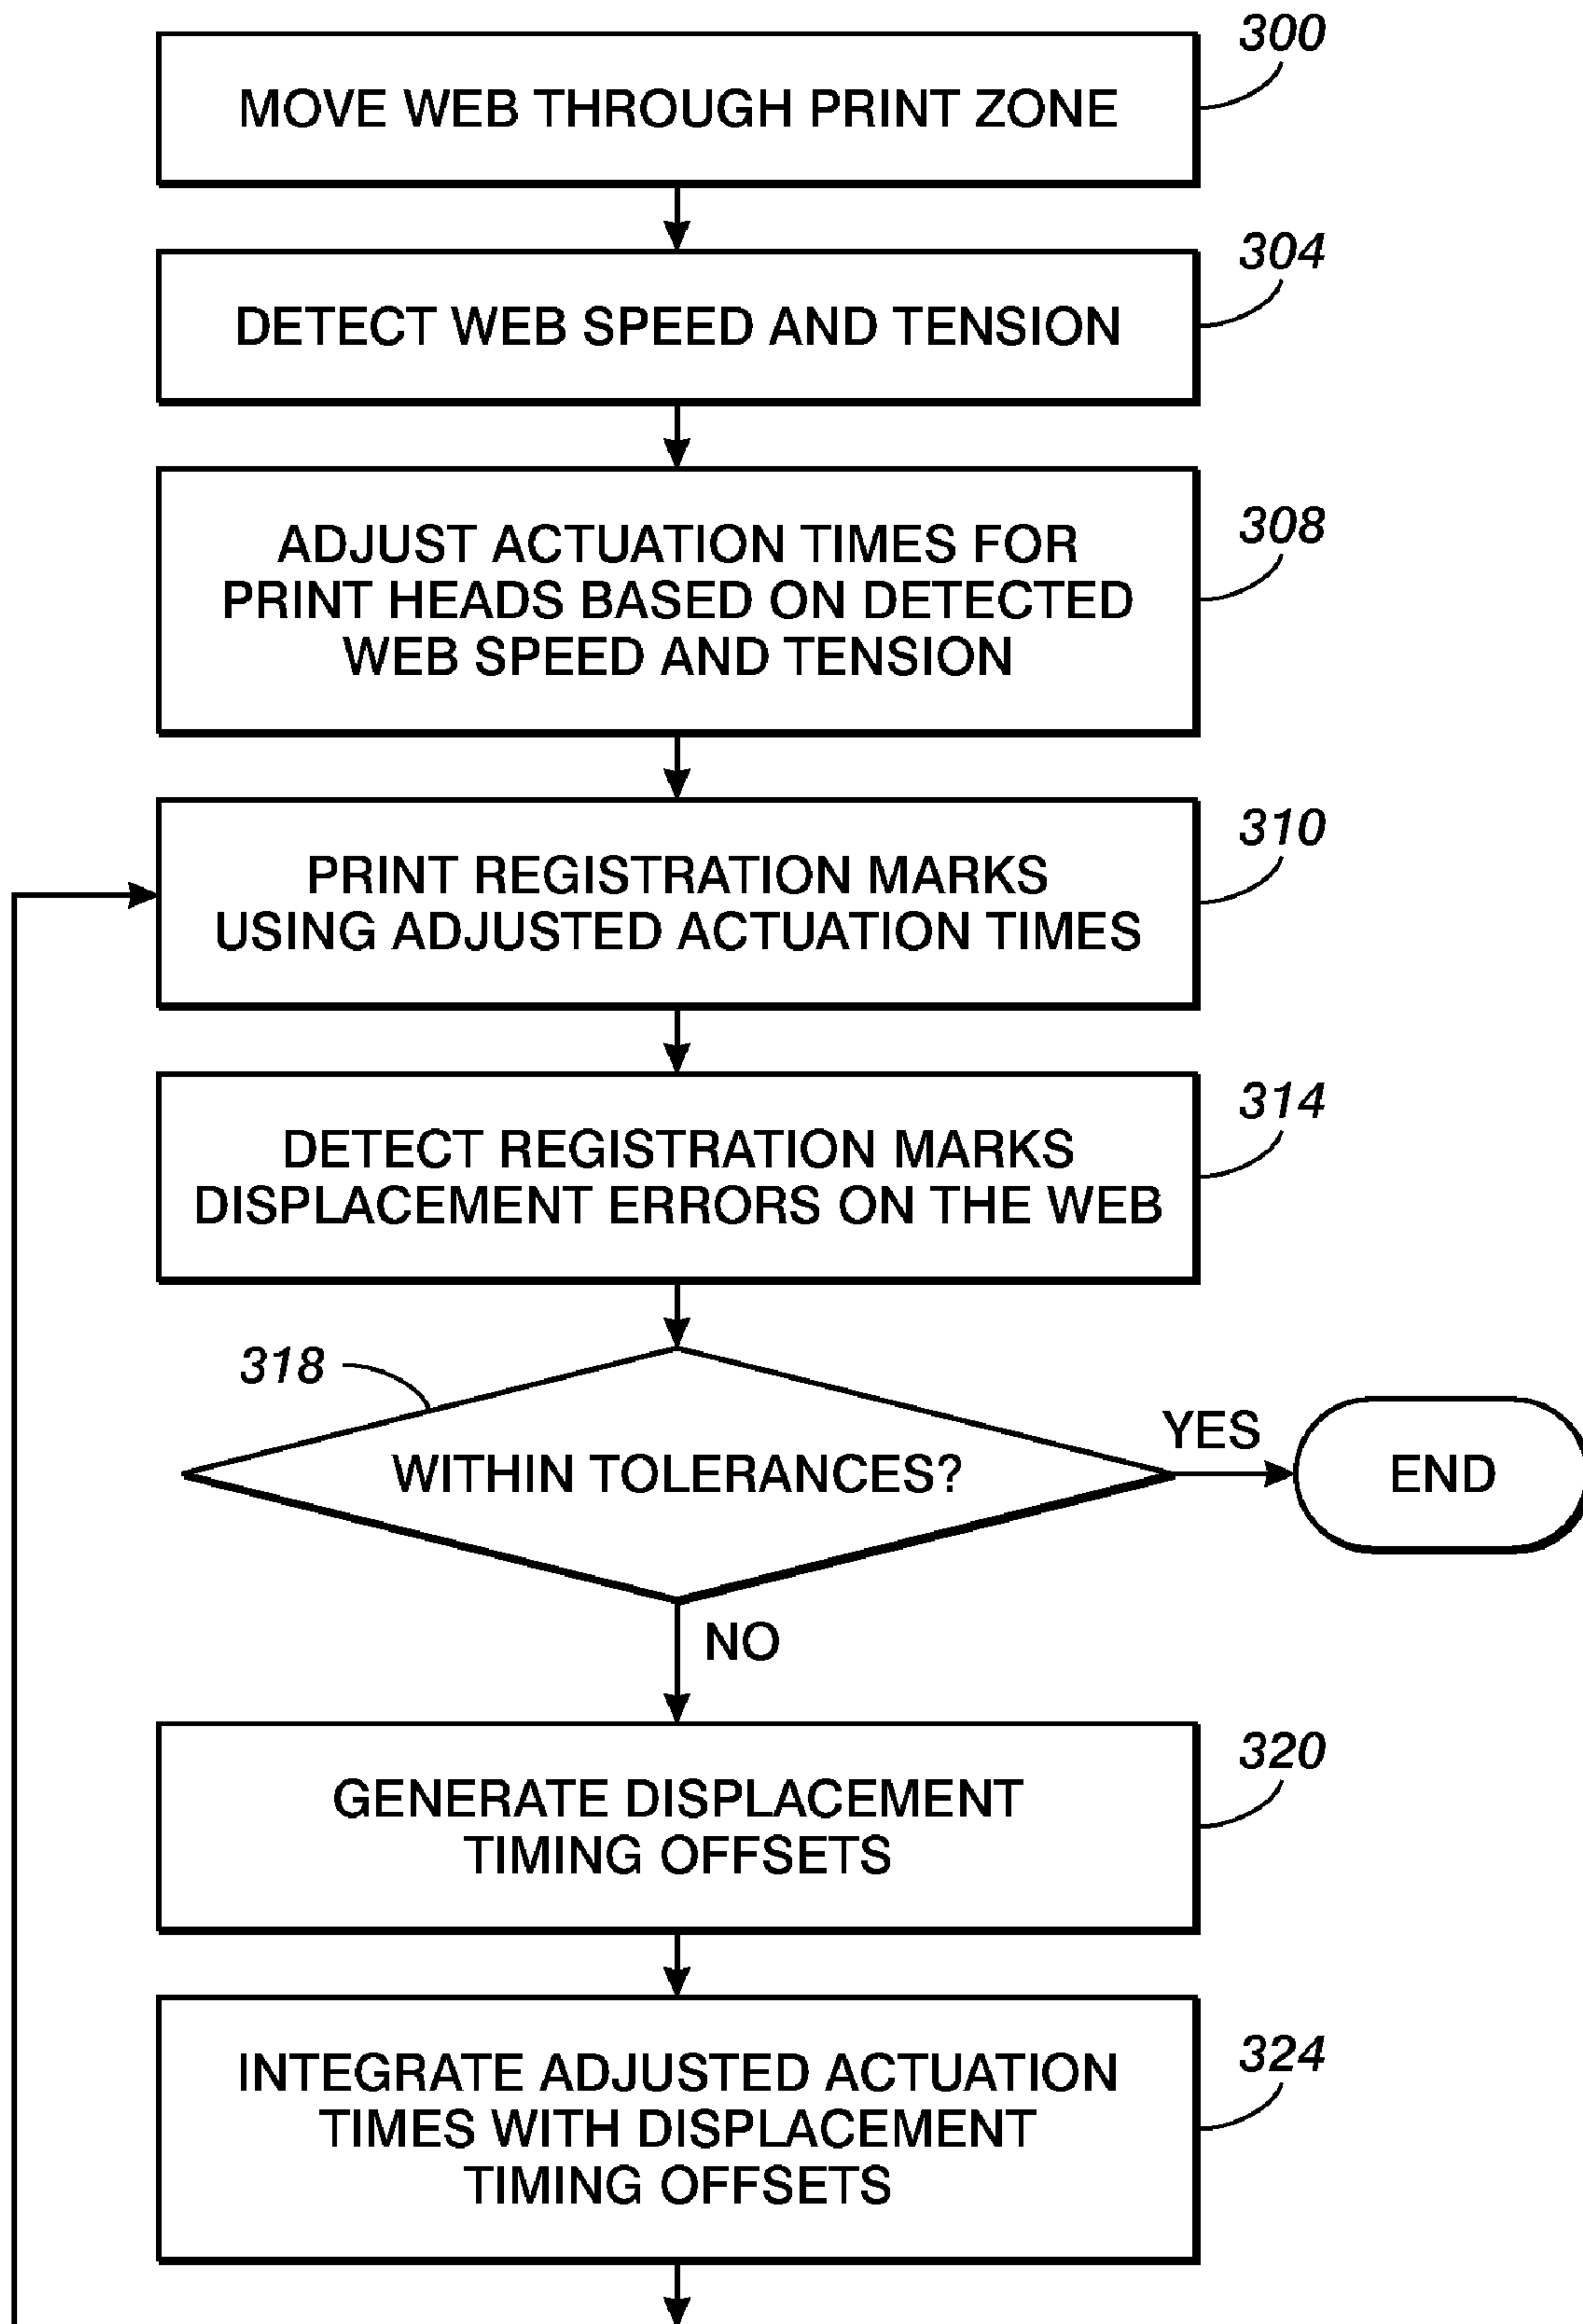 300
MOVE WEB THROUGH PRINT ZONE
304
DETECT WEB SPEED AND TENSION
308
ADJUST ACTUATION TIMES FOR
PRINT HEADS BASED ON DETECTED
WEB SPEED AND TENSION
310
PRINT REGISTRATION MARKS
USING ADJUSTED ACTUATION TIMES
314
DETECT REGISTRATION MARKS
DISPLACEMENT ERRORS ON THE WEB
318
WITHIN TOLERANCES?
YES
END
NO
320
GENERATE DISPLACEMENT
TIMING OFFSETS
324
INTEGRATE ADJUSTED ACTUATION
TIMES WITH DISPLACEMENT
TIMING OFFSETS